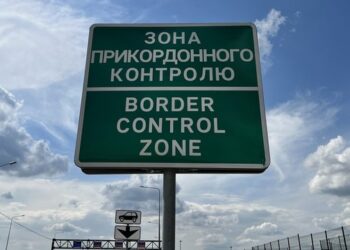 ЗОНА
ПРИКОРДОННОГО
КОНТРОЛЮ
BORDER
CONTROL
ZONE